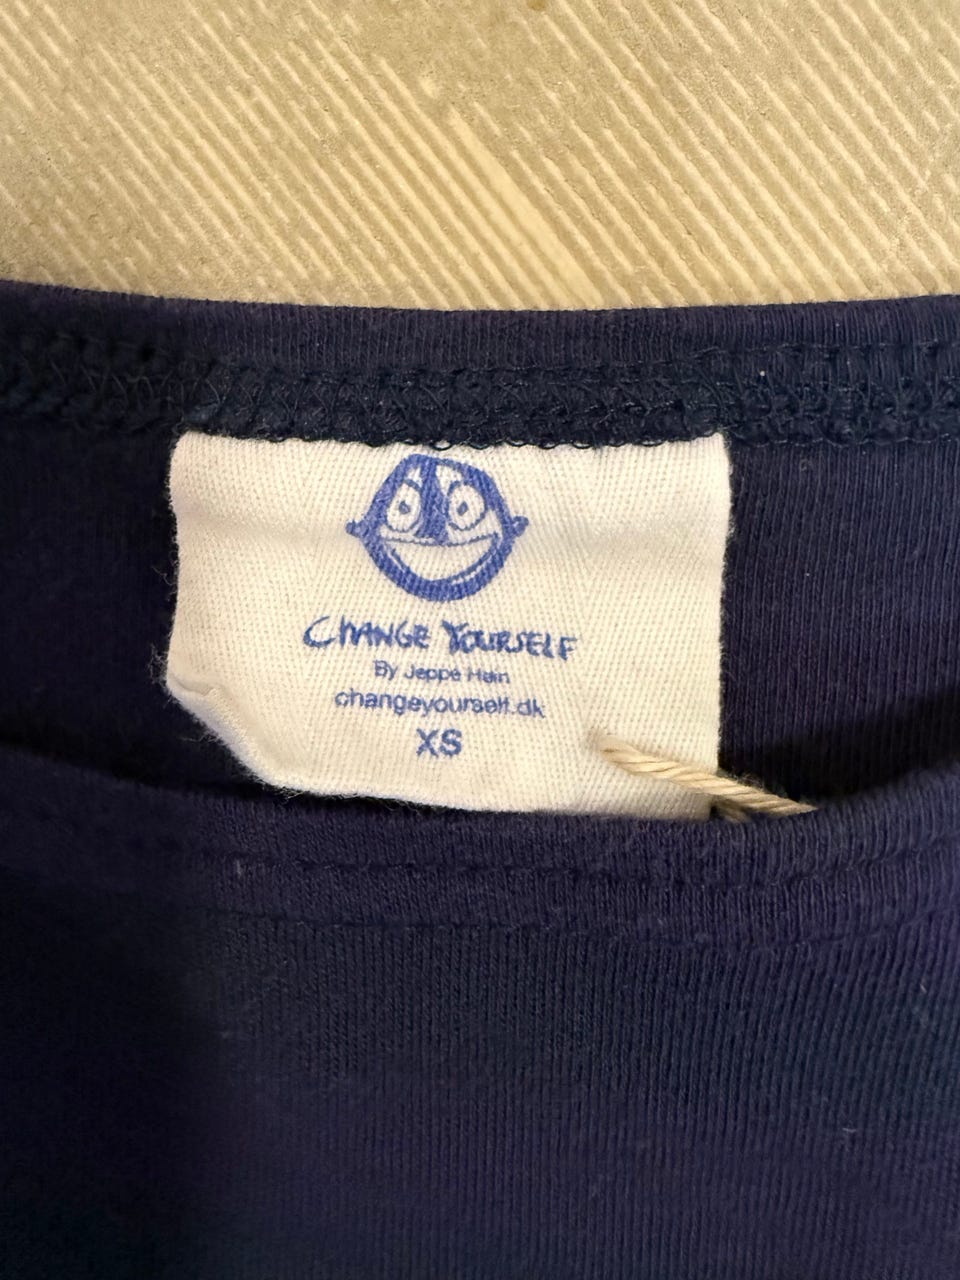 CHANGE YOURSELF
By Jeppe Hein
changeyourself.dk
XS